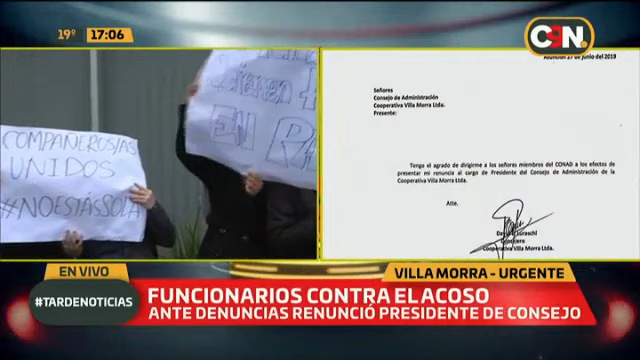 19°
17:06
C9N.
COMPAÑEROS/AS
UNIDOS
#NOESTÁSSOLA
EN
Asunción 27 de junio del 2019
Señores
Consejo de Administración
Cooperativa Villa Morra Ltda.
Presente:
Tengo el agrado de dirigirme a los señores miembros del CONAD a los efectos de
presentar mi renuncia al cargo de Presidente del Consejo de Administración de la
Cooperativa Villa Morra Ltda.
Atte.
Consejero
Cooperativa Villa Morra Ltda.
EN VIVO
VILLA MORRA - URGENTE
#TARDENOTICIAS
FUNCIONARIOS CONTRA EL ACOSO
ANTE DENUNCIAS RENUNCIÓ PRESIDENTE DE CONSEJO